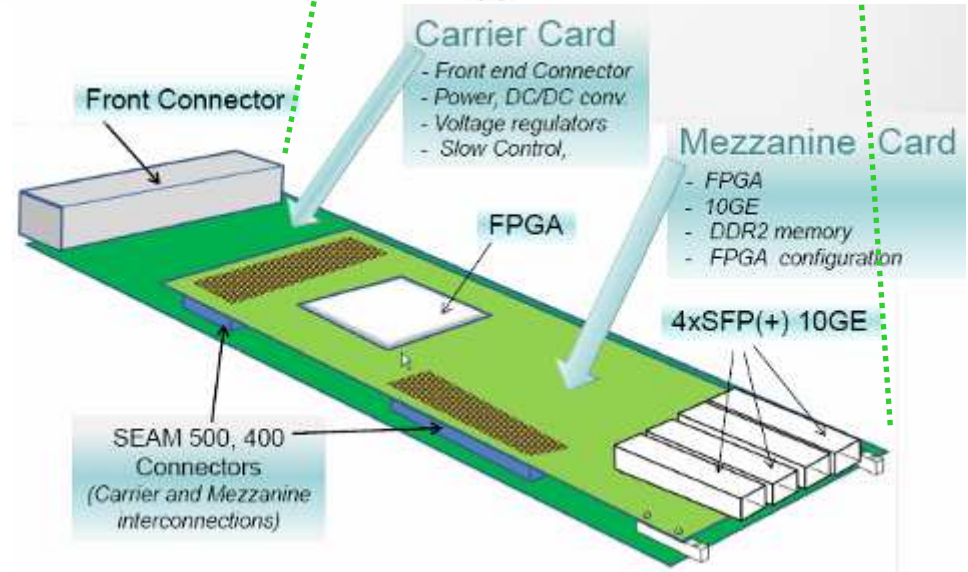 Carrier Card
- Front end Connector
- Power, DC/DC conv.
- Voltage regulators
- Slow Control,
Front Connector
Mezzanine Card
- FPGA
- 10GE
- DDR2 memory
- FPGA configuration
FPGA
4xSFP(+) 10GE
SEAM 500, 400
Connectors
(Carrier and Mezzanine
interconnections)